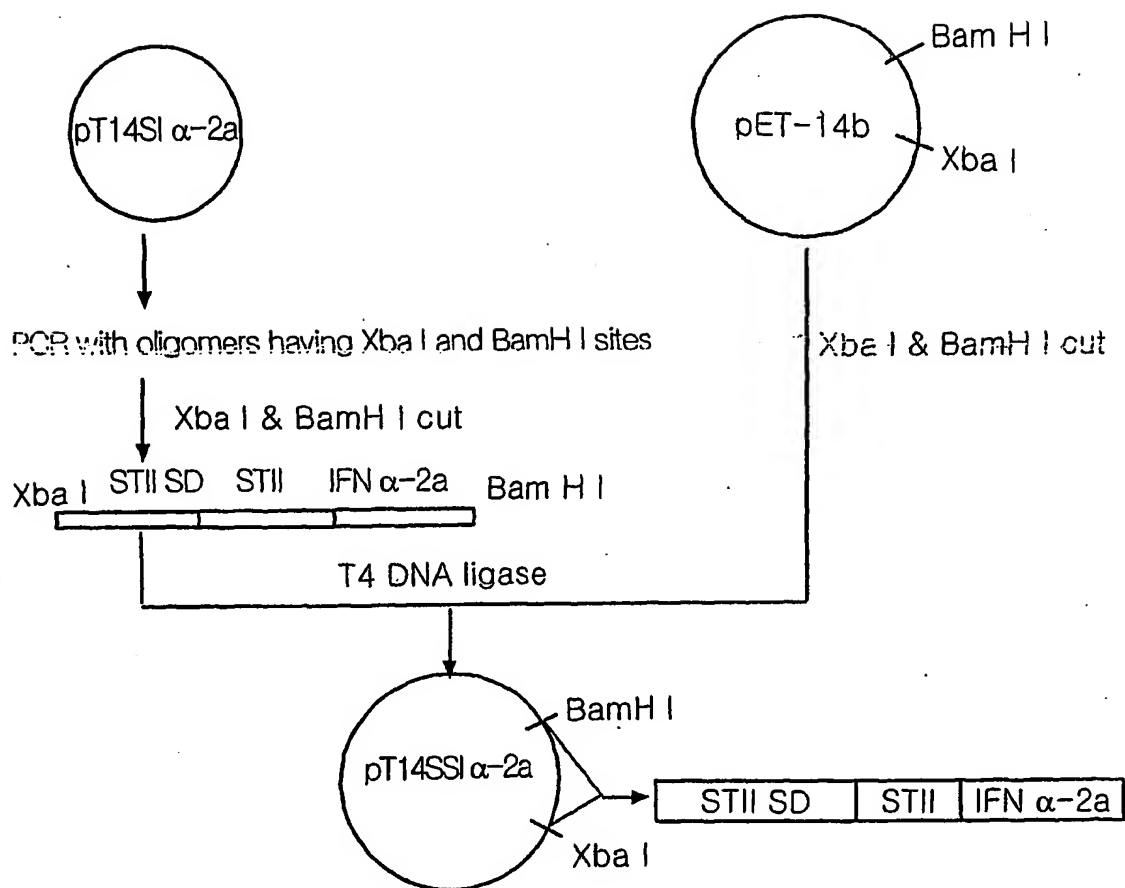 Bam H I
pT14SI α-2a
pET-14b
Xba I
PCR with oligomers having Xba I and BamH I sites
Xba I & BamH I cut
Xba I & BamH I cut
STII SD STII IFN α-2a
Xba I Bam H I
T4 DNA ligase
BamH I
pT14SSI α-2a
STII SD STII IFN α-2a
Xba I